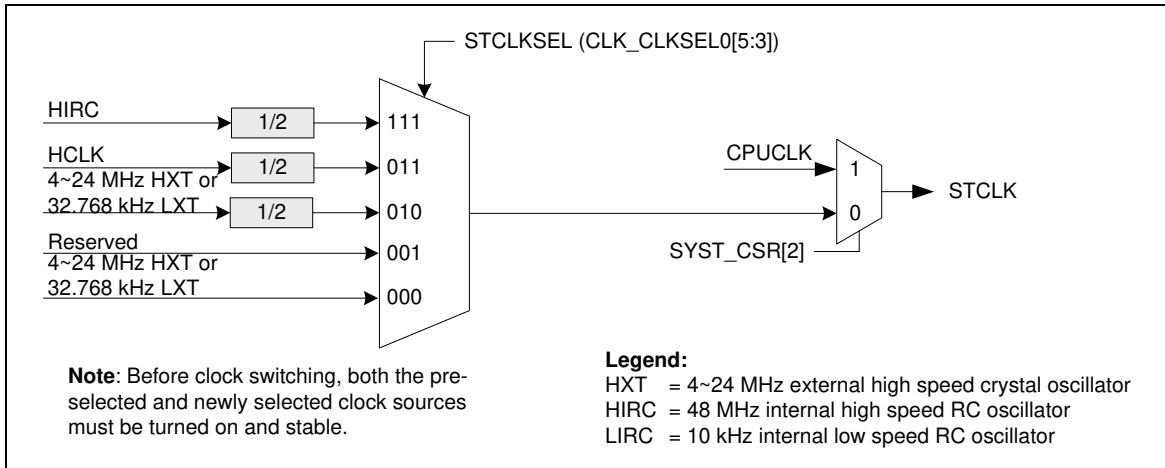 STCLKSEL (CLK_CLKSEL0[5:3])
HIRC
1/2
111
HCLK
1/2
011
4~24 MHz HXT or
32.768 kHz LXT
1/2
010
Reserved
001
4~24 MHz HXT or
32.768 kHz LXT
000
CPUCLK
1
0
STCLK
SYST_CSR[2]
Note: Before clock switching, both the pre-
selected and newly selected clock sources
must be turned on and stable.
Legend:
HXT = 4~24 MHz external high speed crystal oscillator
HIRC = 48 MHz internal high speed RC oscillator
LIRC = 10 kHz internal low speed RC oscillator